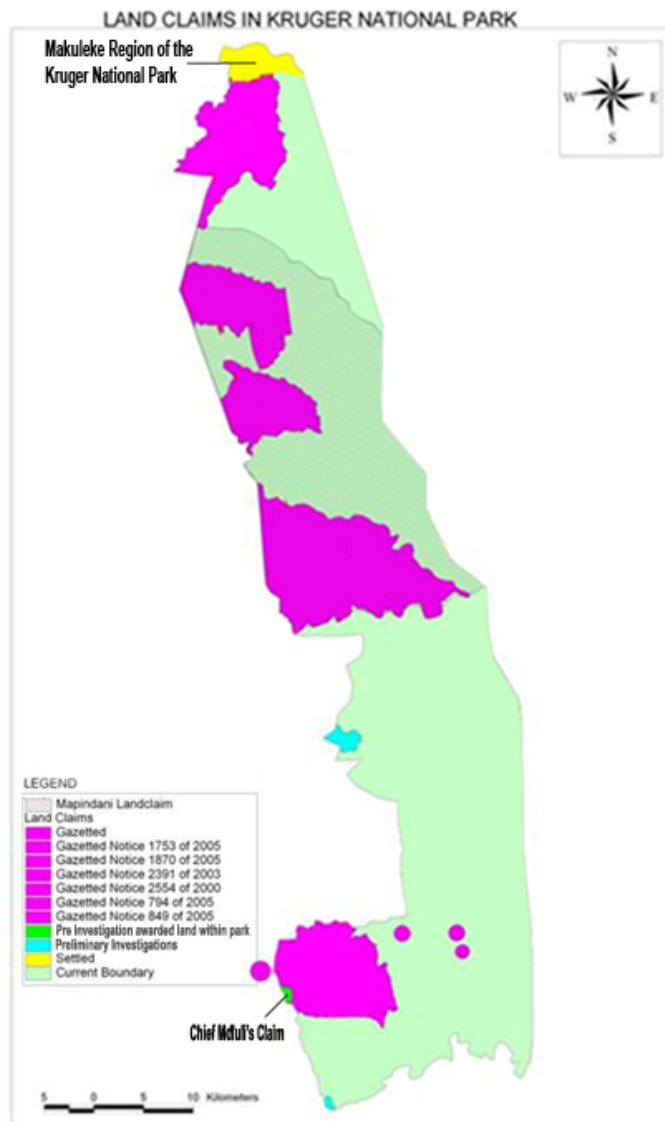 LAND CLAIMS IN KRUGER NATIONAL PARK
Makuleke Region of the
Kruger National Park
N
W E
S
LEGEND
Mapindani Landclaim
Land Claims
Gazetted
Gazetted Notice 1753 of 2005
Gazetted Notice 1870 of 2005
Gazetted Notice 2391 of 2003
Gazetted Notice 2554 of 2000
Gazetted Notice 794 of 2005
Gazetted Notice 849 of 2005
Pre Investigation awarded land within park
Preliminary Investigations
Settled
Current Boundary
Chief Mdluli's Claim
5 0 5 10 Kilometers